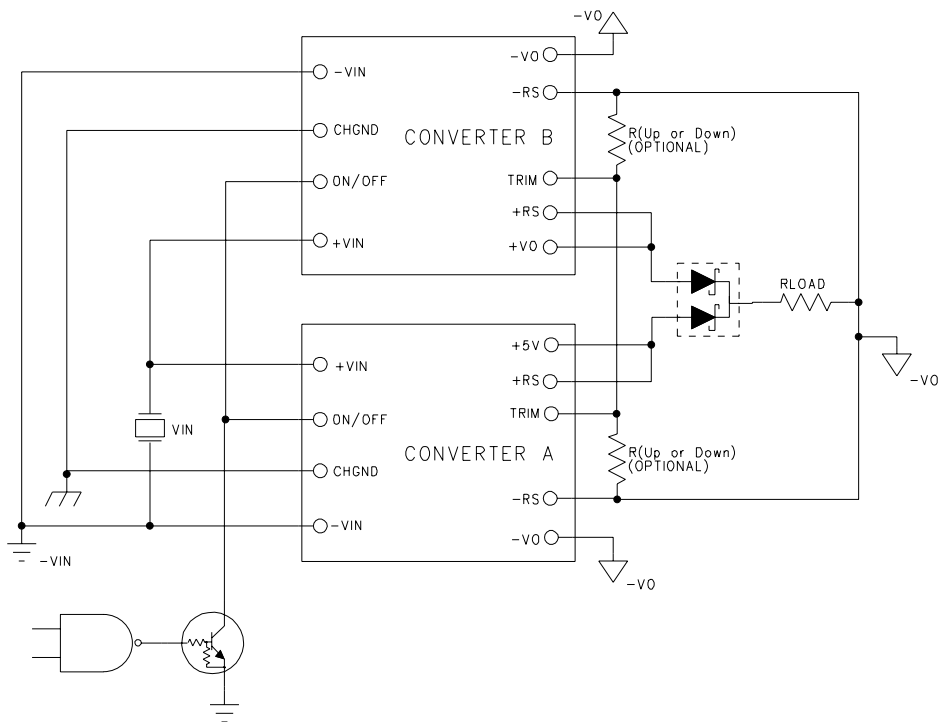 -VO
-VIN
-VO
-RS
CHGND
CONVERTER B
R(Up or Down)
(OPTIONAL)
ON/OFF
TRIM
+RS
+VIN
+VO
RLOAD
+5V
+VIN
+RS
-VO
ON/OFF
TRIM
VIN
CONVERTER A
R(Up or Down)
(OPTIONAL)
CHGND
-RS
-VIN
-VO
-VIN
-VO